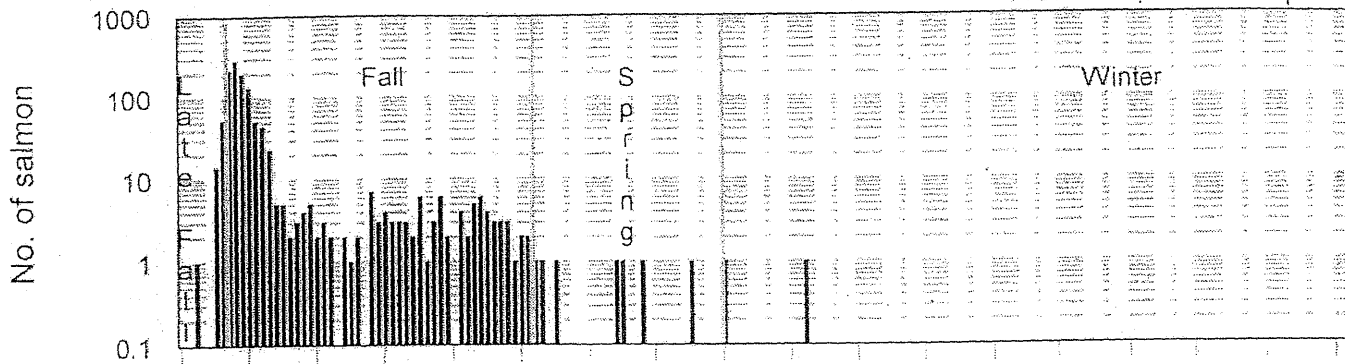 No. of salmon
1000
100
10
1
0.1
Late Fall
Fall
Spring
Winter